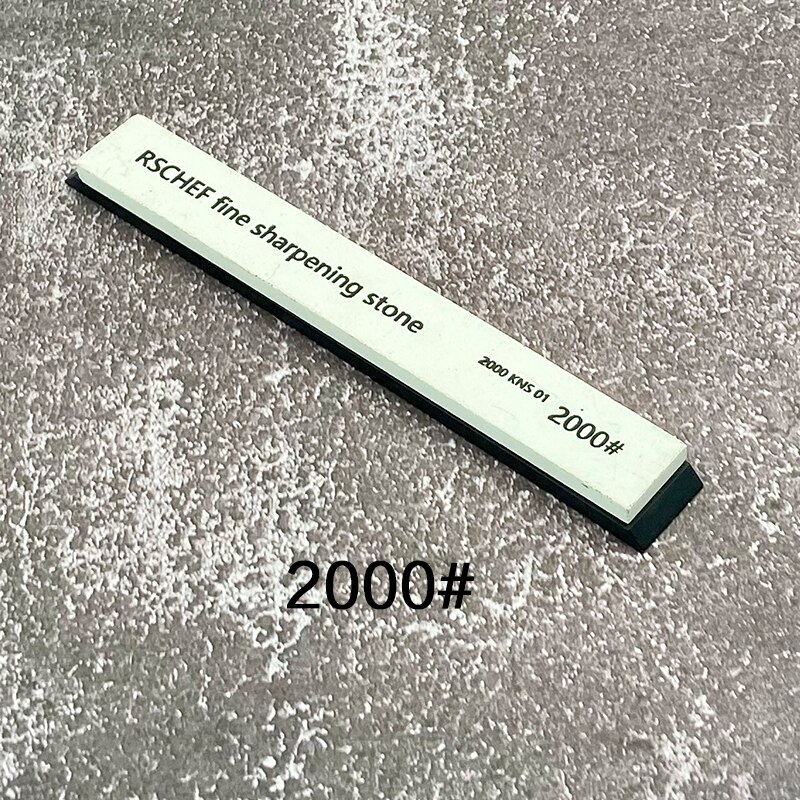 RSCHEF fine sharpening stone
2000 KNS 01
2000#
2000#